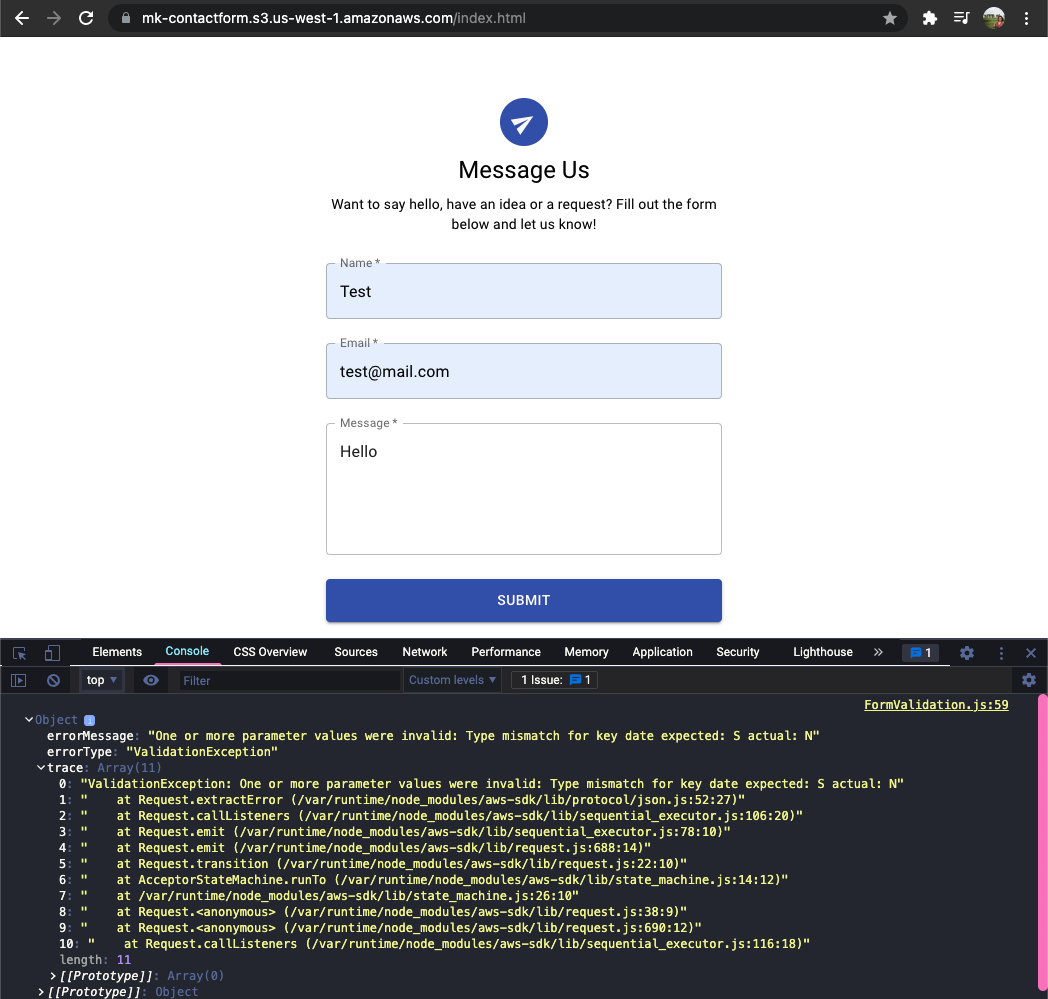 mk-contactform.s3.us-west-1.amazonaws.com/index.html
Message Us
Want to say hello, have an idea or a request? Fill out the form
below and let us know!
Name *
Test
Email *
test@mail.com
Message *
Hello
SUBMIT
Elements Console CSS Overview Sources Network Performance Memory Application Security Lighthouse » 1
top ▾ Filter Custom levels ▾ 1 Issue: 1
FormValidation.js:59
Object i
errorMessage: "One or more parameter values were invalid: Type mismatch for key date expected: S actual: N"
errorType: "ValidationException"
trace: Array(11)
0: "ValidationException: One or more parameter values were invalid: Type mismatch for key date expected: S actual: N"
1: "    at Request.extractError (/var/runtime/node_modules/aws-sdk/lib/protocol/json.js:52:27)"
2: "    at Request.callListeners (/var/runtime/node_modules/aws-sdk/lib/sequential_executor.js:106:20)"
3: "    at Request.emit (/var/runtime/node_modules/aws-sdk/lib/sequential_executor.js:78:10)"
4: "    at Request.emit (/var/runtime/node_modules/aws-sdk/lib/request.js:688:14)"
5: "    at Request.transition (/var/runtime/node_modules/aws-sdk/lib/request.js:22:10)"
6: "    at AcceptorStateMachine.runTo (/var/runtime/node_modules/aws-sdk/lib/state_machine.js:14:12)"
7: "    at /var/runtime/node_modules/aws-sdk/lib/state_machine.js:26:10"
8: "    at Request.<anonymous> (/var/runtime/node_modules/aws-sdk/lib/request.js:38:9)"
9: "    at Request.<anonymous> (/var/runtime/node_modules/aws-sdk/lib/request.js:690:12)"
10: "    at Request.callListeners (/var/runtime/node_modules/aws-sdk/lib/sequential_executor.js:116:18)"
length: 11
[[Prototype]]: Array(0)
[[Prototype]]: Object